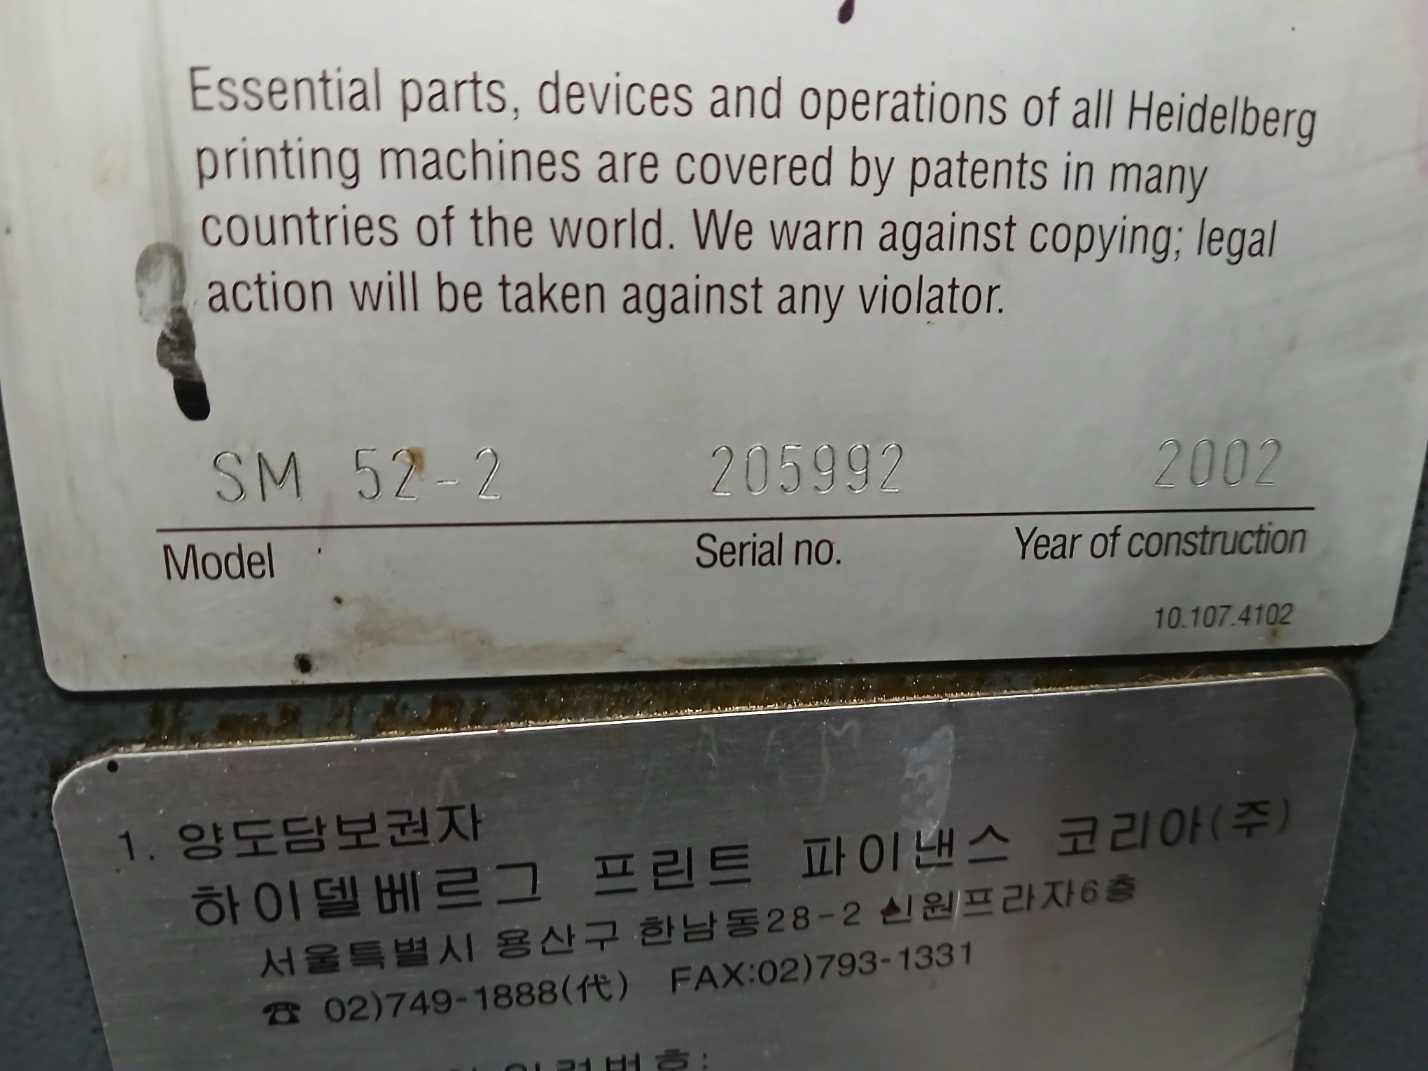 Essential parts, devices and operations of all Heidelberg
printing machines are covered by patents in many
countries of the world. We warn against copying; legal
action will be taken against any violator.
SM 52-2 205992 2002
Model Serial no. Year of construction
10.107.4102
1. 양도담보권자
하이델베르그 프린트 파이낸스 코리아(주)
서울특별시 용산구 한남동28-2 신원프라자6층
☎ 02)749-1888(代) FAX:02)793-1331